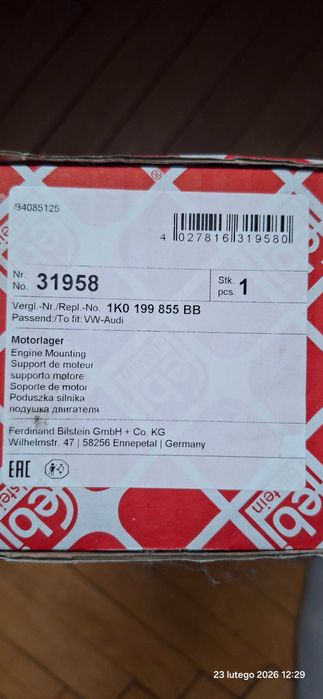 B4085125
4 027816 319580
Nr.
No. 31958
Stk.
pcs. 1
Vergl.-Nr./Repl.-No. 1K0 199 855 BB
Passend:/To fit: VW-Audi
Motorlager
Engine Mounting
Support de moteur
supporto motore
Soporte de motor
Poduszka silnika
подушка двигателя
Ferdinand Bilstein GmbH + Co. KG
Wilhelmstr. 47 | 58256 Ennepetal | Germany
EAC
23 lutego 2026 12:29